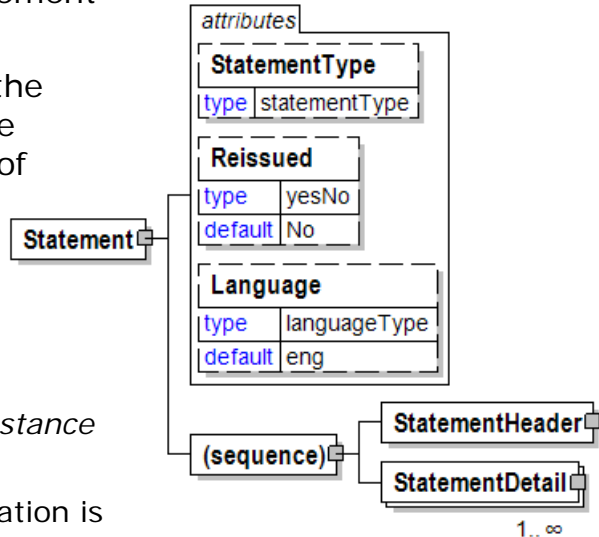 ement
the
e
of
stance
ation is
attributes
StatementType
type statementType
Reissued
type yesNo
default No
Language
type languageType
default eng
Statement
(sequence)
StatementHeader
StatementDetail
1..∞